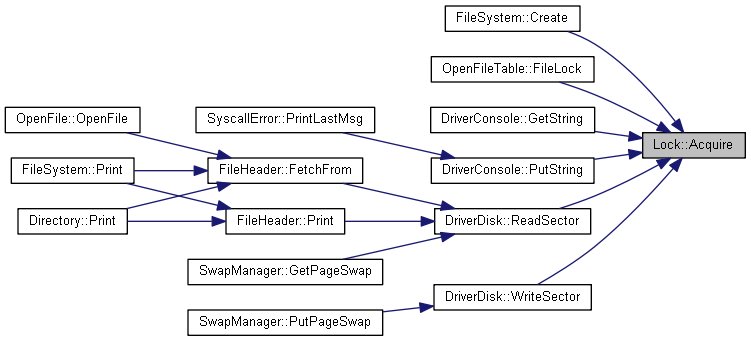 FileSystem::Create
OpenFileTable::FileLock
OpenFile::OpenFile
SyscallError::PrintLastMsg
DriverConsole::GetString
Lock::Acquire
FileSystem::Print
FileHeader::FetchFrom
DriverConsole::PutString
Directory::Print
FileHeader::Print
DriverDisk::ReadSector
SwapManager::GetPageSwap
DriverDisk::WriteSector
SwapManager::PutPageSwap